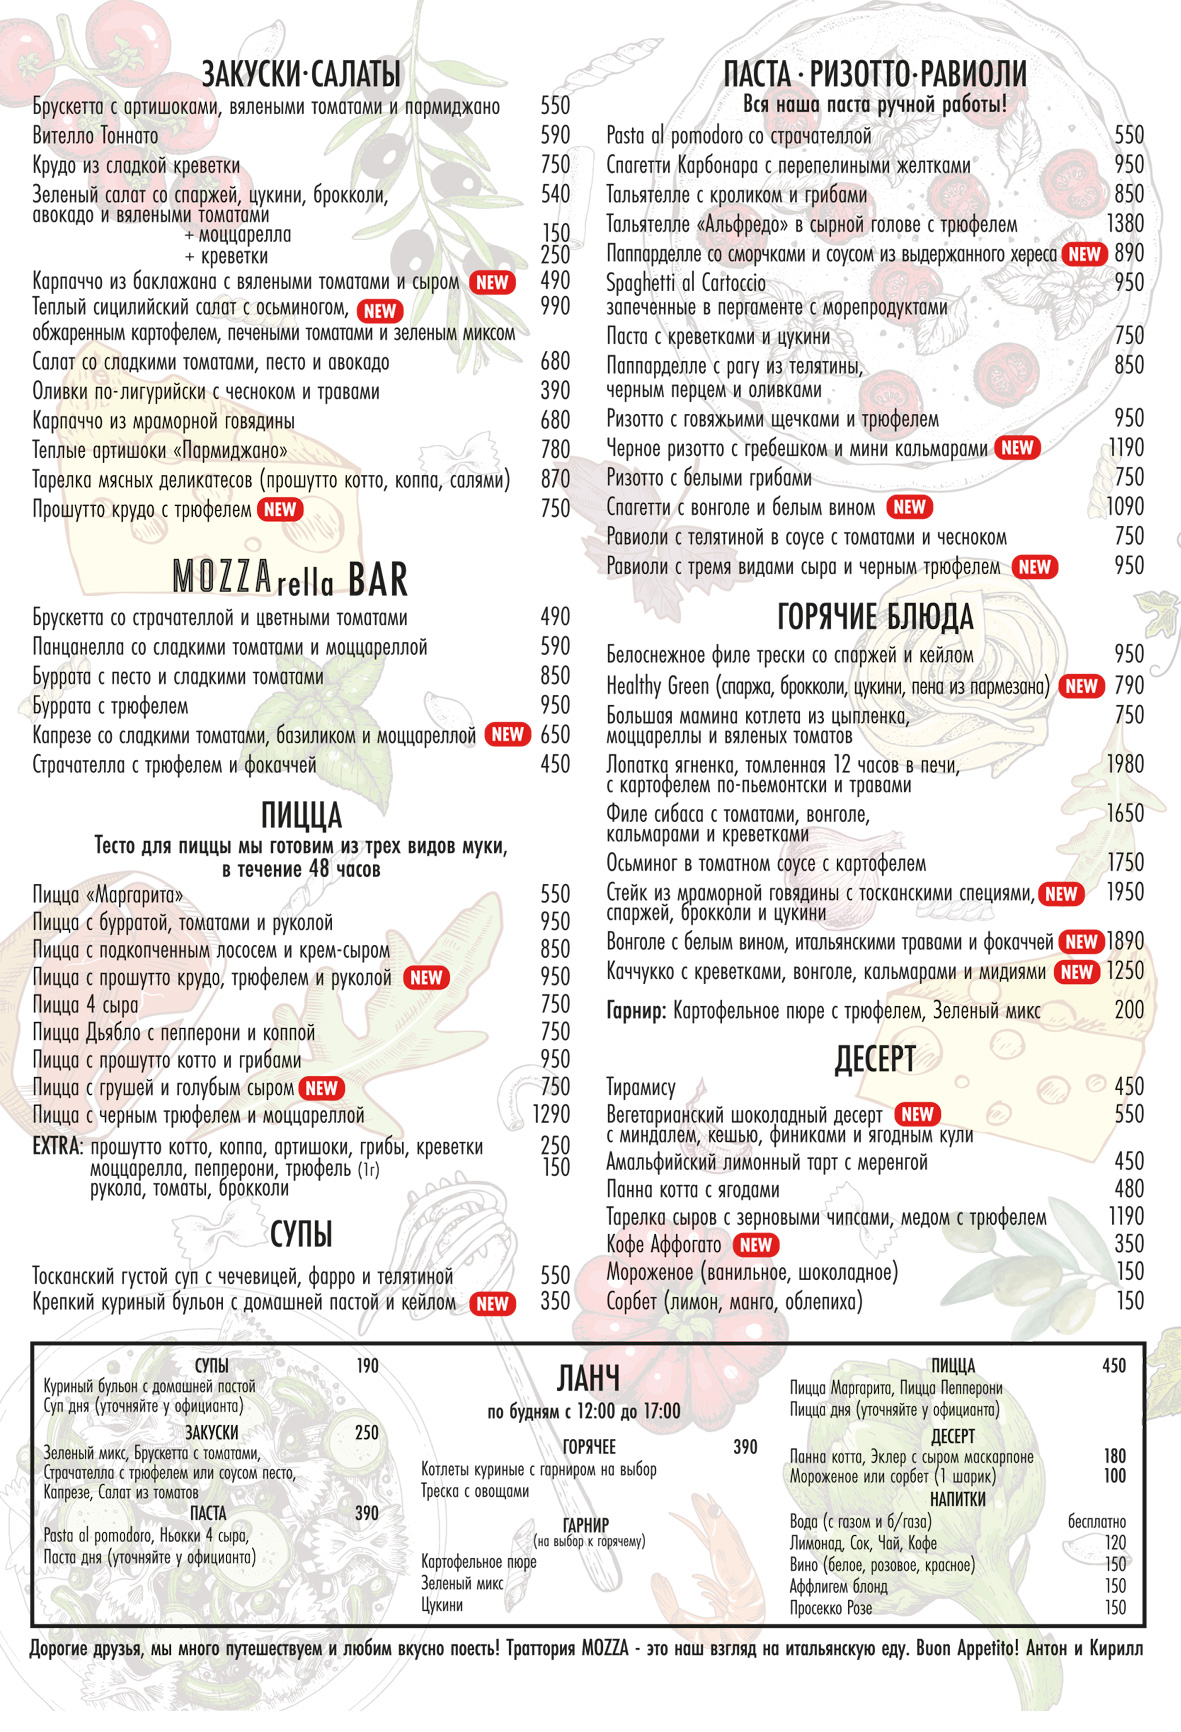 ЗАКУСКИ·САЛАТЫ
Брускетта с артишоками, вялеными томатами и пармиджано 550
Вителло Тоннато 590
Крудо из сладкой креветки 750
Зеленый салат со спаржей, цукини, брокколи, 540
авокадо и вялеными томатами
+ моццарелла 150
+ креветки 250
Карпаччо из баклажана с вялеными томатами и сыром NEW 490
Теплый сицилийский салат с осьминогом, NEW 990
обжаренным картофелем, печеными томатами и зеленым миксом
Салат со сладкими томатами, песто и авокадо 680
Оливки по-лигурийски с чесноком и травами 390
Карпаччо из мраморной говядины 680
Теплые артишоки «Пармиджано» 780
Тарелка мясных деликатесов (прошутто котто, коппа, салями) 870
Прошутто крудо с трюфелем NEW 750
MOZZArella BAR
Брускетта со страчателлой и цветными томатами 490
Панцанелла со сладкими томатами и моццареллой 590
Буррата с песто и сладкими томатами 850
Буррата с трюфелем 950
Капрезе со сладкими томатами, базиликом и моццареллой NEW 650
Страчателла с трюфелем и фокаччей 450
ПИЦЦА
Тесто для пиццы мы готовим из трех видов муки,
в течение 48 часов
Пицца «Маргарита» 550
Пицца с бурратой, томатами и руколой 950
Пицца с подкопченным лососем и крем-сыром 850
Пицца с прошутто крудо, трюфелем и руколой NEW 950
Пицца 4 сыра 750
Пицца Дьябло с пепперони и коппой 750
Пицца с прошутто котто и грибами 950
Пицца с грушей и голубым сыром NEW 750
Пицца с черным трюфелем и моццареллой 1290
EXTRA: прошутто котто, коппа, артишоки, грибы, креветки 250
моццарелла, пепперони, трюфель (1г) 150
рукола, томаты, брокколи
СУПЫ
Тосканский густой суп с чечевицей, фарро и телятиной 550
Крепкий куриный бульон с домашней пастой и кейлом NEW 350
ПАСТА · РИЗОТТО·РАВИОЛИ
Вся наша паста ручной работы!
Pasta al pomodoro со страчателлой 550
Спагетти Карбонара с перепелиными желтками 950
Тальятелле с кроликом и грибами 850
Тальятелле «Альфредо» в сырной голове с трюфелем 1380
Паппарделле со сморчками и соусом из выдержанного хереса NEW 890
Spaghetti al Cartoccio 950
запеченные в пергаменте с морепродуктами
Паста с креветками и цукини 750
Паппарделле с рагу из телятины, 850
черным перцем и оливками
Ризотто с говяжьими щечками и трюфелем 950
Черное ризотто с гребешком и мини кальмарами NEW 1190
Ризотто с белыми грибами 750
Спагетти с вонголе и белым вином NEW 1090
Равиоли с телятиной в соусе с томатами и чесноком 750
Равиоли с тремя видами сыра и черным трюфелем NEW 950
ГОРЯЧИЕ БЛЮДА
Белоснежное филе трески со спаржей и кейлом 950
Healthy Green (спаржа, брокколи, цукини, пена из пармезана) NEW 790
Большая мамина котлета из цыпленка, 750
моццареллы и вяленых томатов
Лопатка ягненка, томленная 12 часов в печи, 1980
с картофелем по-пьемонтски и травами
Филе сибаса с томатами, вонголе, 1650
кальмарами и креветками
Осьминог в томатном соусе с картофелем 1750
Стейк из мраморной говядины с тосканскими специями, NEW 1950
спаржей, брокколи и цукини
Вонголе с белым вином, итальянскими травами и фокаччей NEW 1890
Каччукко с креветками, вонголе, кальмарами и мидиями NEW 1250
Гарнир: Картофельное пюре с трюфелем, Зеленый микс 200
ДЕСЕРТ
Тирамису 450
Вегетарианский шоколадный десерт NEW 550
с миндалем, кешью, финиками и ягодным кули
Амальфийский лимонный тарт с меренгой 450
Панна котта с ягодами 480
Тарелка сыров с зерновыми чипсами, медом с трюфелем 1190
Кофе Аффогато NEW 350
Мороженое (ванильное, шоколадное) 150
Сорбет (лимон, манго, облепиха) 150
СУПЫ 190
Куриный бульон с домашней пастой
Суп дня (уточняйте у официанта)
ЗАКУСКИ 250
Зеленый микс, Брускетта с томатами,
Страчателла с трюфелем или соусом песто,
Капрезе, Салат из томатов
ПАСТА 390
Pasta al pomodoro, Ньокки 4 сыра,
Паста дня (уточняйте у официанта)
ЛАНЧ
по будням с 12:00 до 17:00
ГОРЯЧЕЕ 390
Котлеты куриные с гарниром на выбор
Треска с овощами
ГАРНИР
(на выбор к горячему)
Картофельное пюре
Зеленый микс
Цукини
ПИЦЦА 450
Пицца Маргарита, Пицца Пепперони
Пицца дня (уточняйте у официанта)
ДЕСЕРТ
Панна котта, Эклер с сыром маскарпоне 180
Мороженое или сорбет (1 шарик) 100
НАПИТКИ
Вода (с газом и б/газа) бесплатно
Лимонад, Сок, Чай, Кофе 120
Вино (белое, розовое, красное) 150
Аффлигем блонд 150
Просекко Розе 150
Дорогие друзья, мы много путешествуем и любим вкусно поесть! Траттория MOZZA - это наш взгляд на итальянскую еду. Buon Appetito! Антон и Кирилл